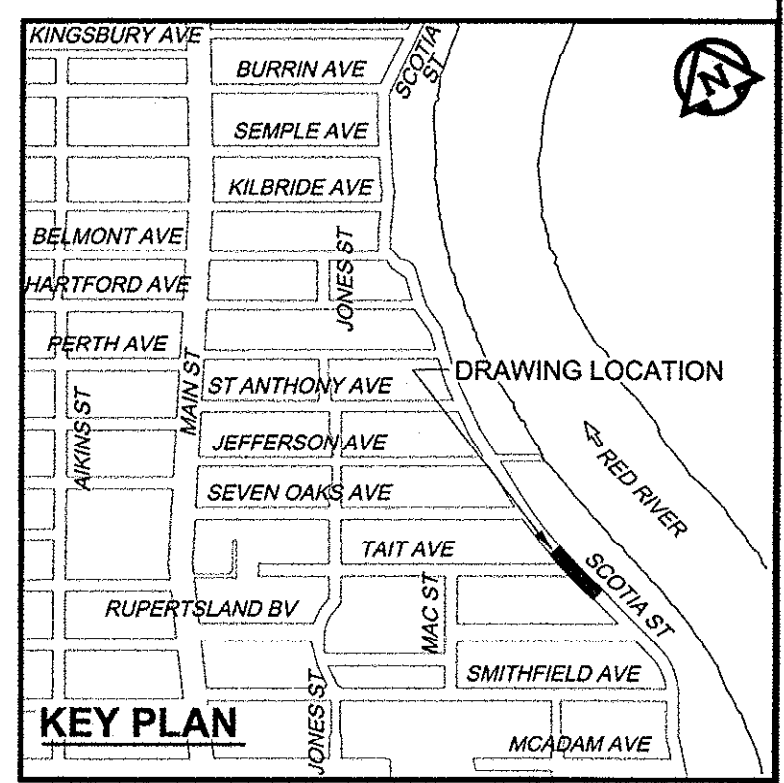 KINGSBURY AVE
BURRIN AVE
SCOTIA
ST
N
SEMPLE AVE
KILBRIDE AVE
BELMONT AVE
JONES ST
HARTFORD AVE
PERTH AVE
MAIN ST
ST ANTHONY AVE
DRAWING LOCATION
AIKINS ST
JEFFERSON AVE
RED RIVER
SEVEN OAKS AVE
TAIT AVE
SCOTIA ST
RUPERTSLAND BV
MAC ST
SMITHFIELD AVE
JONES ST
KEY PLAN
MCADAM AVE